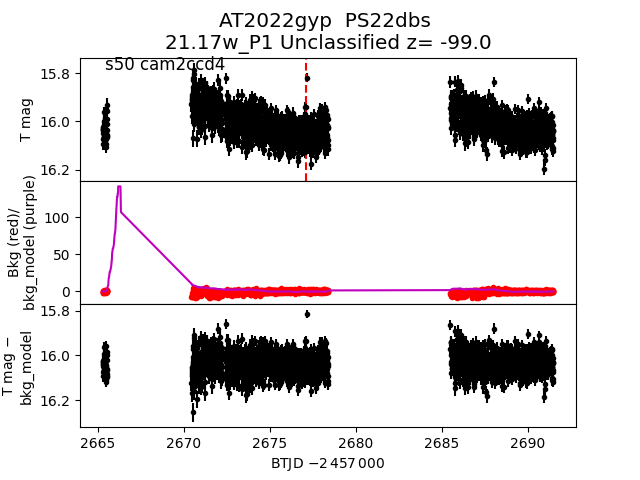 AT2022gyp  PS22dbs
21.17w_P1 Unclassified z= -99.0
s50 cam2ccd4
T mag
15.8
16.0
16.2
Bkg (red)/
bkg_model (purple)
100
50
0
T mag −
bkg_model
15.8
16.0
16.2
2665 2670 2675 2680 2685 2690
BTJD −2 457 000